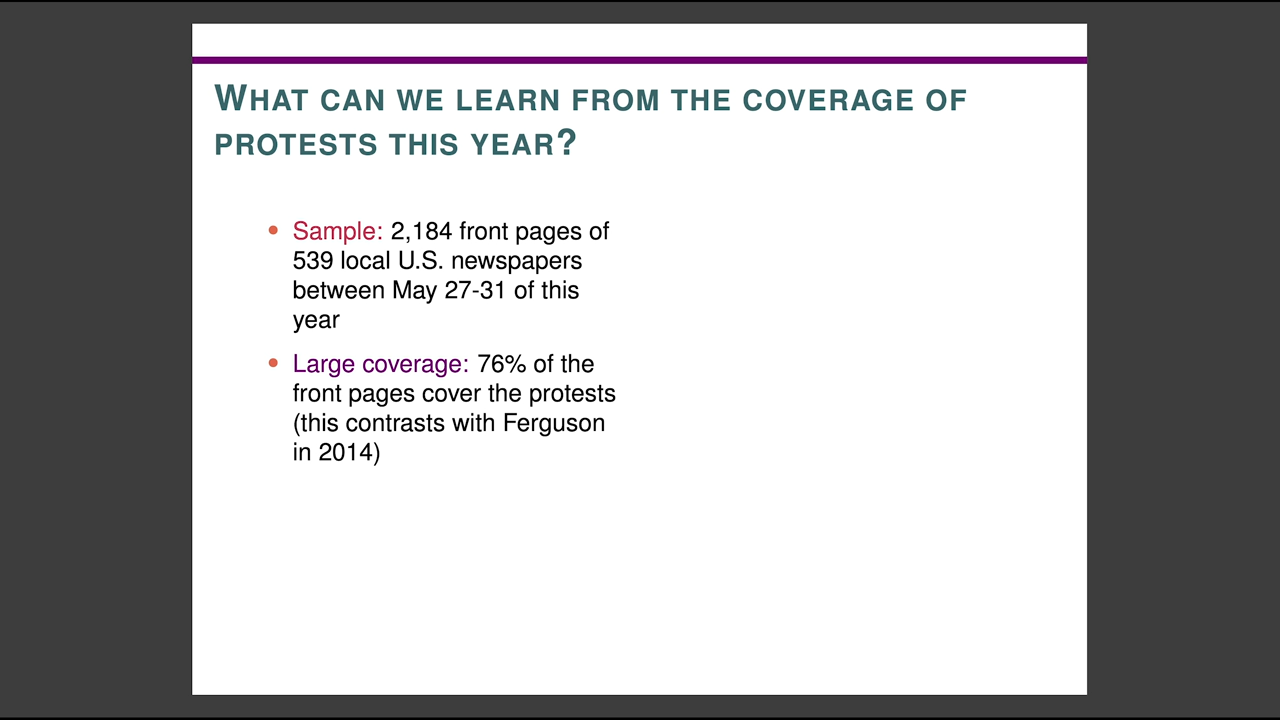 WHAT CAN WE LEARN FROM THE COVERAGE OF
PROTESTS THIS YEAR?
• Sample: 2,184 front pages of
539 local U.S. newspapers
between May 27-31 of this
year
• Large coverage: 76% of the
front pages cover the protests
(this contrasts with Ferguson
in 2014)